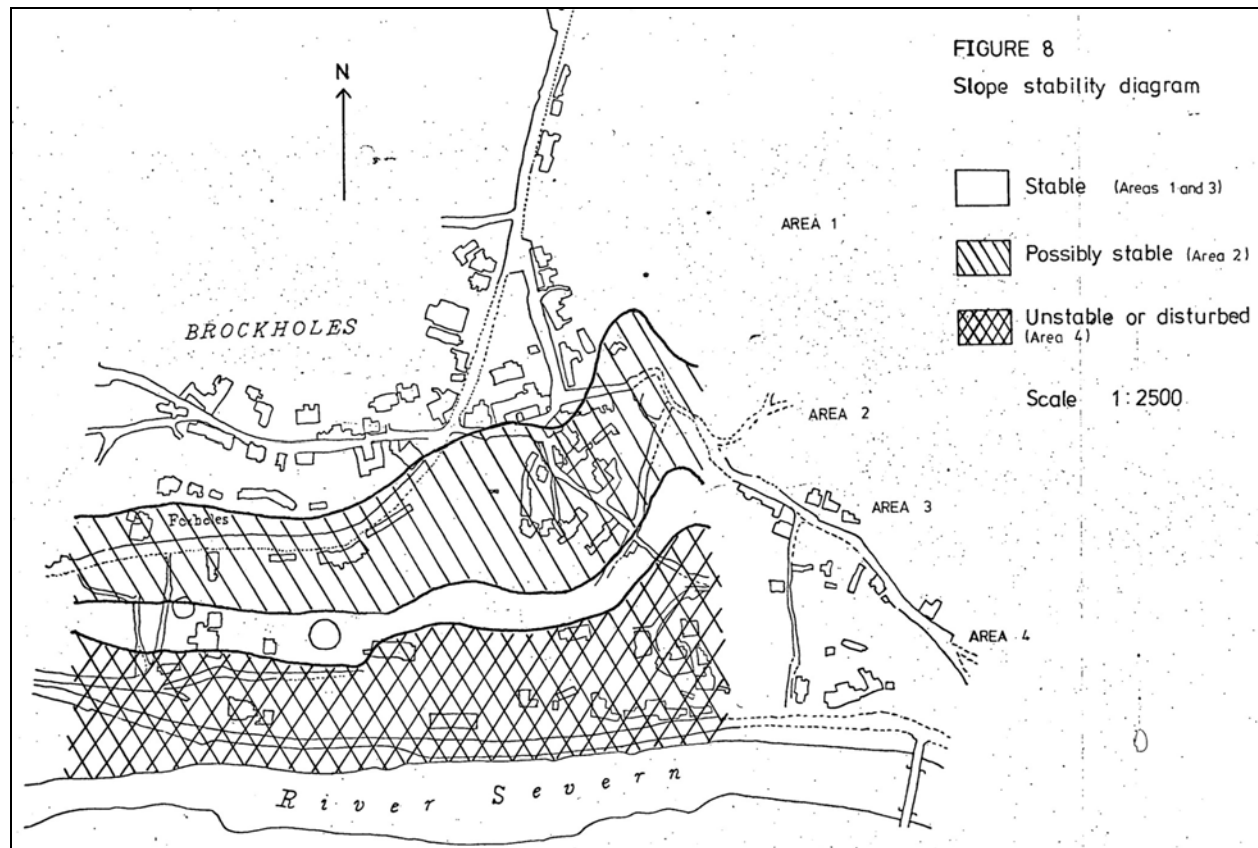 FIGURE 8
Slope stability diagram
N
Stable (Areas 1 and 3)
AREA 1
Possibly stable (Area 2)
BROCKHOLES
Unstable or disturbed
(Area 4)
Scale 1:2500
AREA 2
AREA 3
Foxholes
AREA 4
River Severn